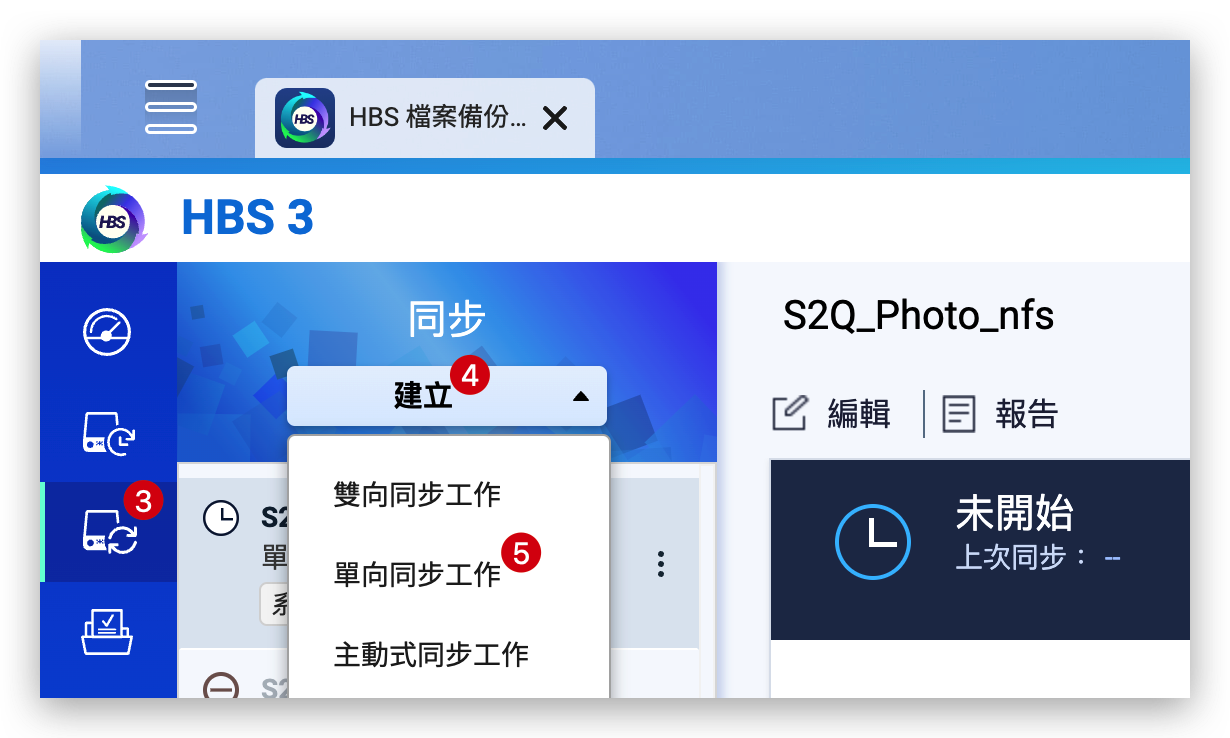 HBS 檔案備份...
HBS
HBS 3
同步
建立 4
雙向同步工作
單向同步工作 5
主動式同步工作
3
S2
單
系
S2
S2Q_Photo_nfs
編輯
報告
未開始
上次同步： --